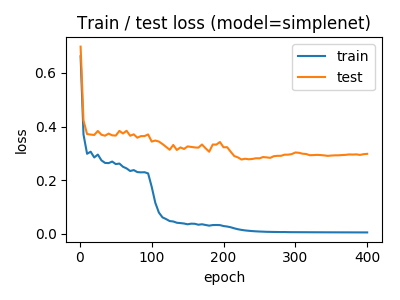 Train / test loss (model=simplenet)
train
test
loss
0.6
0.4
0.2
0.0
0 100 200 300 400
epoch